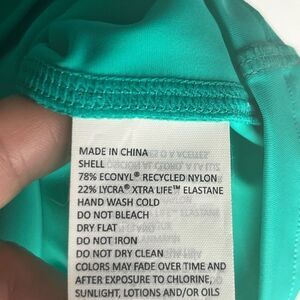 MADE IN CHINA
SHELL
78% ECONYL® RECYCLED NYLON
22% LYCRA® XTRA LIFE™ ELASTANE
HAND WASH COLD
DO NOT BLEACH
DRY FLAT
DO NOT IRON
DO NOT DRY CLEAN
COLORS MAY FADE OVER TIME AND
AFTER EXPOSURE TO CHLORINE,
SUNLIGHT, LOTIONS AND/OR OILS